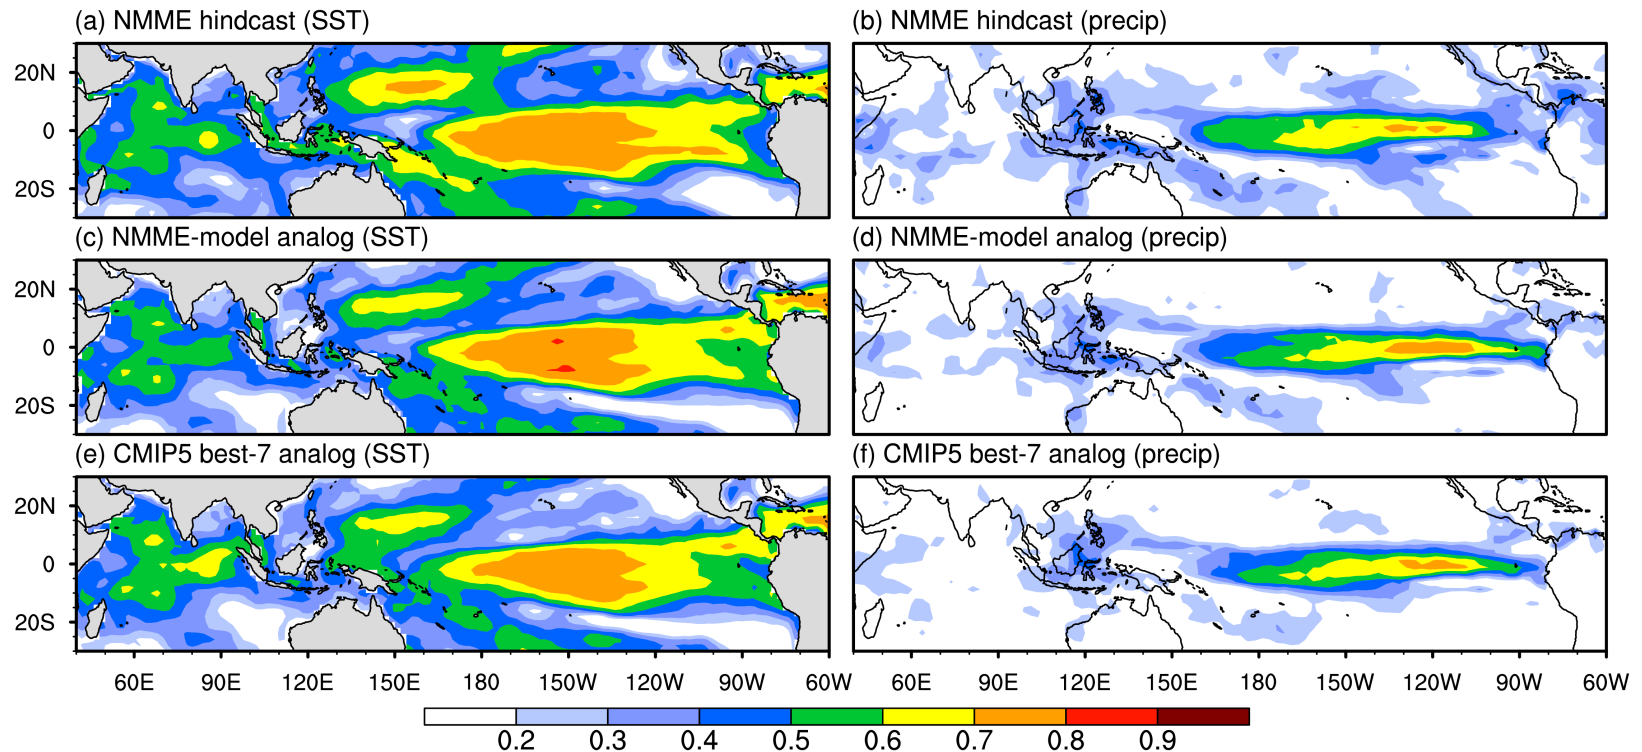 (a) NMME hindcast (SST)
(b) NMME hindcast (precip)
20N
0
20S
(c) NMME-model analog (SST)
(d) NMME-model analog (precip)
20N
0
20S
(e) CMIP5 best-7 analog (SST)
(f) CMIP5 best-7 analog (precip)
20N
0
20S
60E 90E 120E 150E 180 150W 120W 90W 60W
60E 90E 120E 150E 180 150W 120W 90W 60W
0.2 0.3 0.4 0.5 0.6 0.7 0.8 0.9